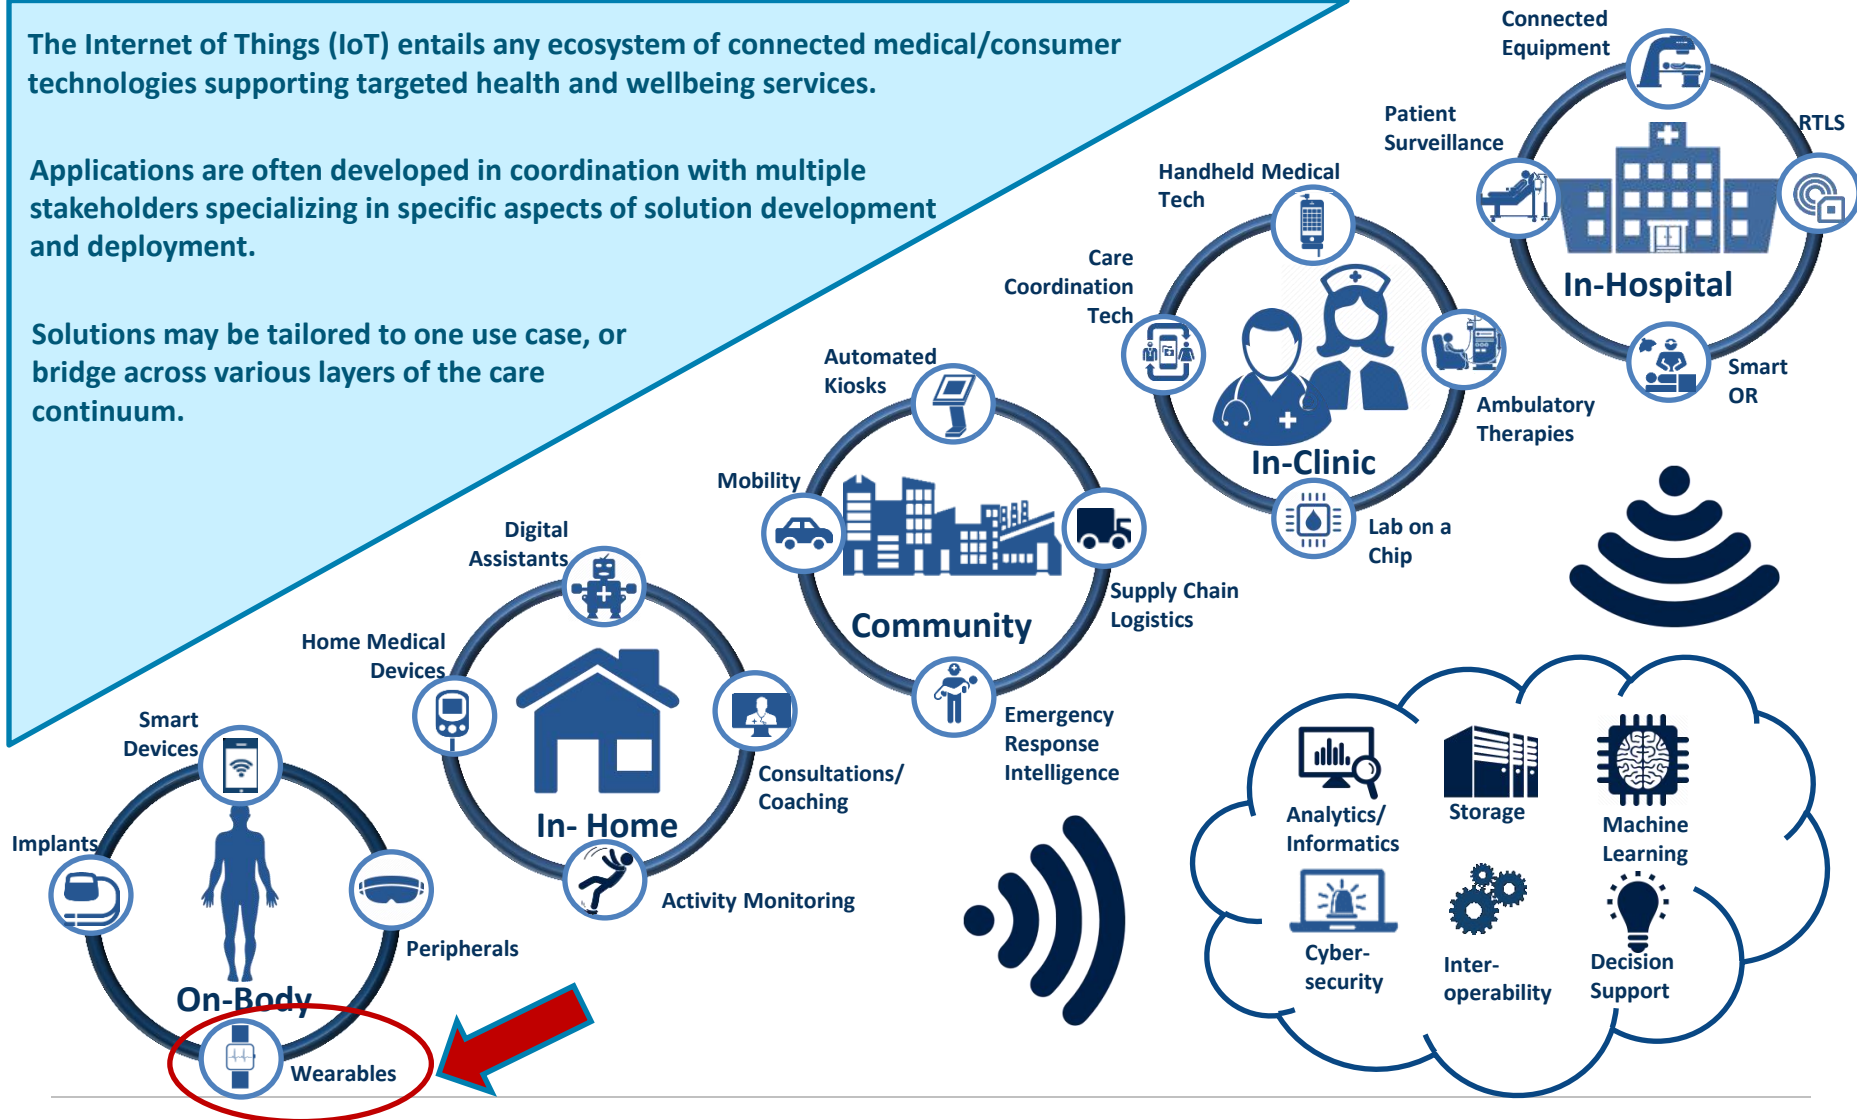 The Internet of Things (IoT) entails any ecosystem of connected medical/consumer
technologies supporting targeted health and wellbeing services.
Applications are often developed in coordination with multiple
stakeholders specializing in specific aspects of solution development
and deployment.
Solutions may be tailored to one use case, or
bridge across various layers of the care
continuum.
Connected
Equipment
Patient
Surveillance
RTLS
In-Hospital
Smart
OR
Handheld Medical
Tech
Care
Coordination
Tech
In-Clinic
Ambulatory
Therapies
Lab on a
Chip
Automated
Kiosks
Mobility
Community
Supply Chain
Logistics
Emergency
Response
Intelligence
Digital
Assistants
Home Medical
Devices
In- Home
Consultations/
Coaching
Activity Monitoring
Smart
Devices
Implants
Peripherals
On-Body
Wearables
Analytics/
Informatics
Storage
Machine
Learning
Cyber-
security
Inter-
operability
Decision
Support